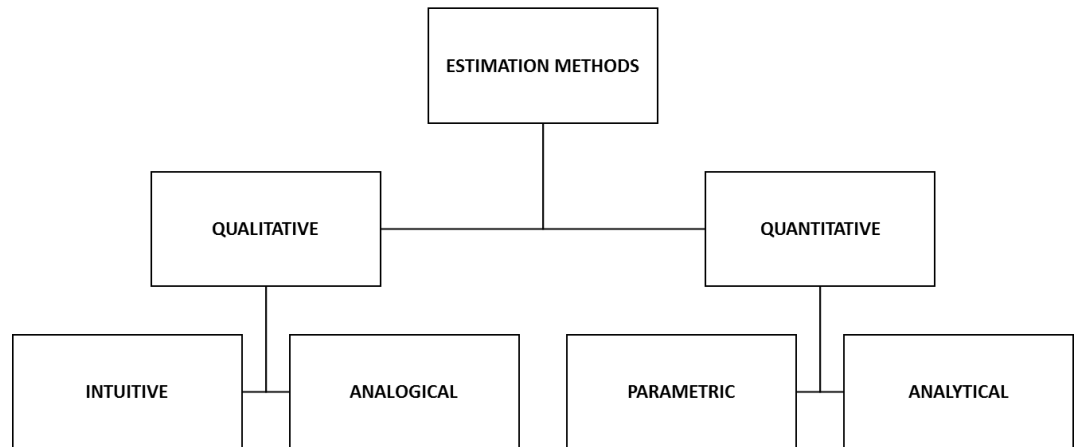 ESTIMATION METHODS
QUALITATIVE
QUANTITATIVE
INTUITIVE
ANALOGICAL
PARAMETRIC
ANALYTICAL